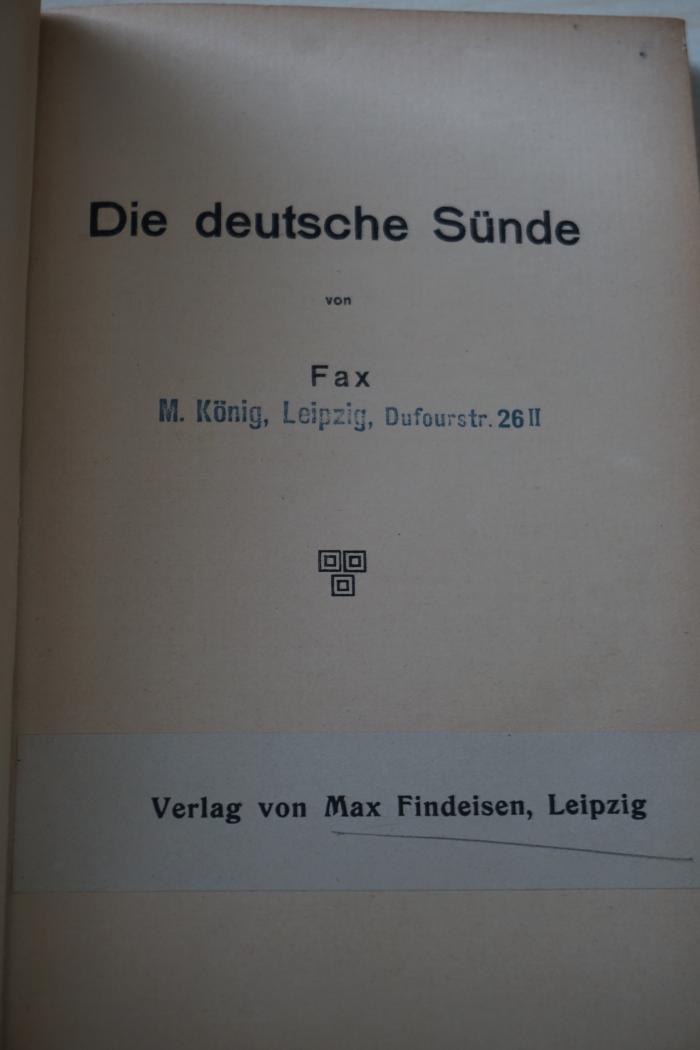 Die deutsche Sünde
von
Fax
M. König, Leipzig, Dufourstr. 26 II
Verlag von Max Findeisen, Leipzig